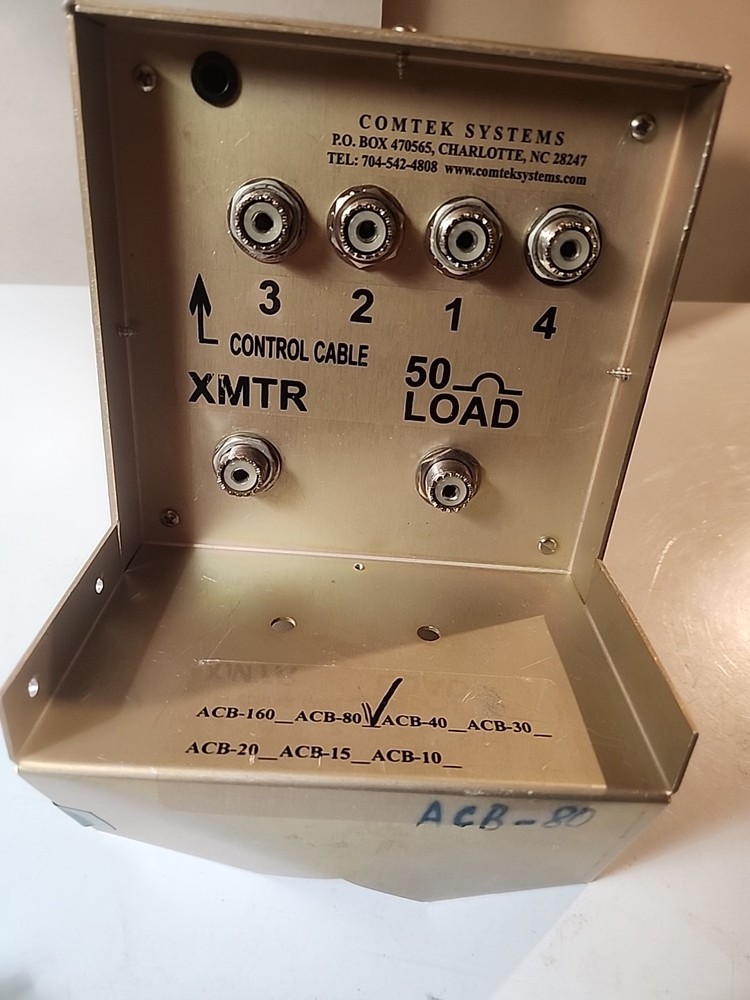 COMTEK SYSTEMS
P.O. BOX 470565, CHARLOTTE, NC 28247
TEL: 704-542-4808 www.comteksystems.com
3 2 1 4
CONTROL CABLE
XMTR
50
LOAD
ACB-160__ACB-80__ACB-40__ACB-30__
ACB-20__ACB-15__ACB-10__
ACB-80